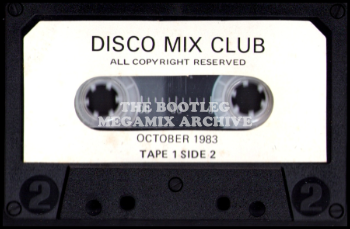 DISCO MIX CLUB
ALL COPYRIGHT RESERVED
THE BOOTLEG
MEGAMIX ARCHIVE
OCTOBER 1983
TAPE 1 SIDE 2
2 2